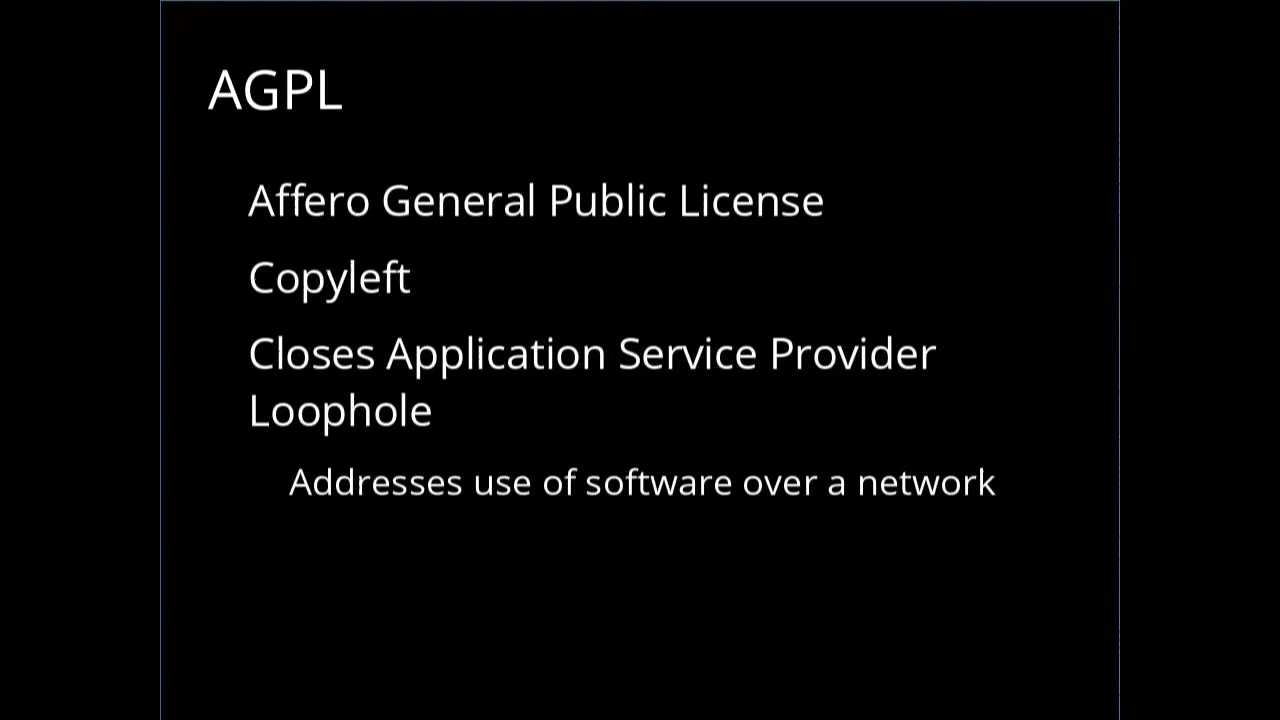 AGPL
Affero General Public License
Copyleft
Closes Application Service Provider
Loophole
Addresses use of software over a network